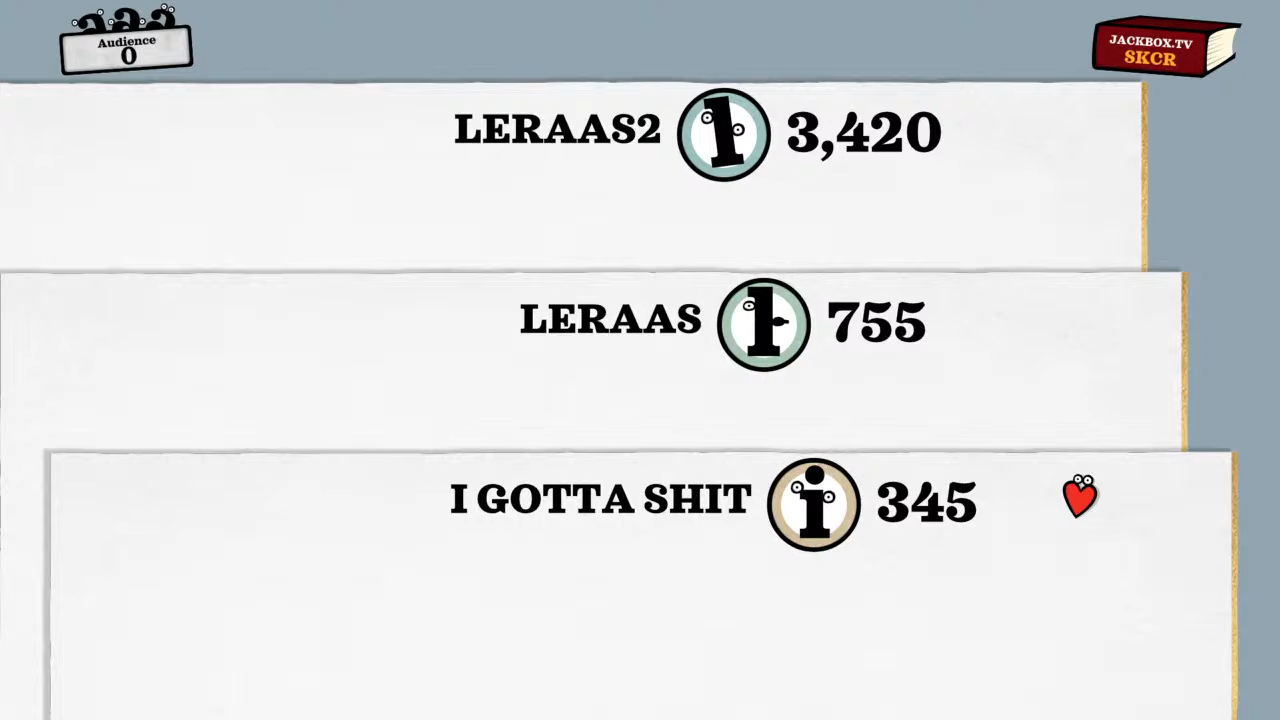 Audience
0
JACKBOX.TV
SKCR
LERAAS2 l 3,420
LERAAS l 755
I GOTTA SHIT i 345